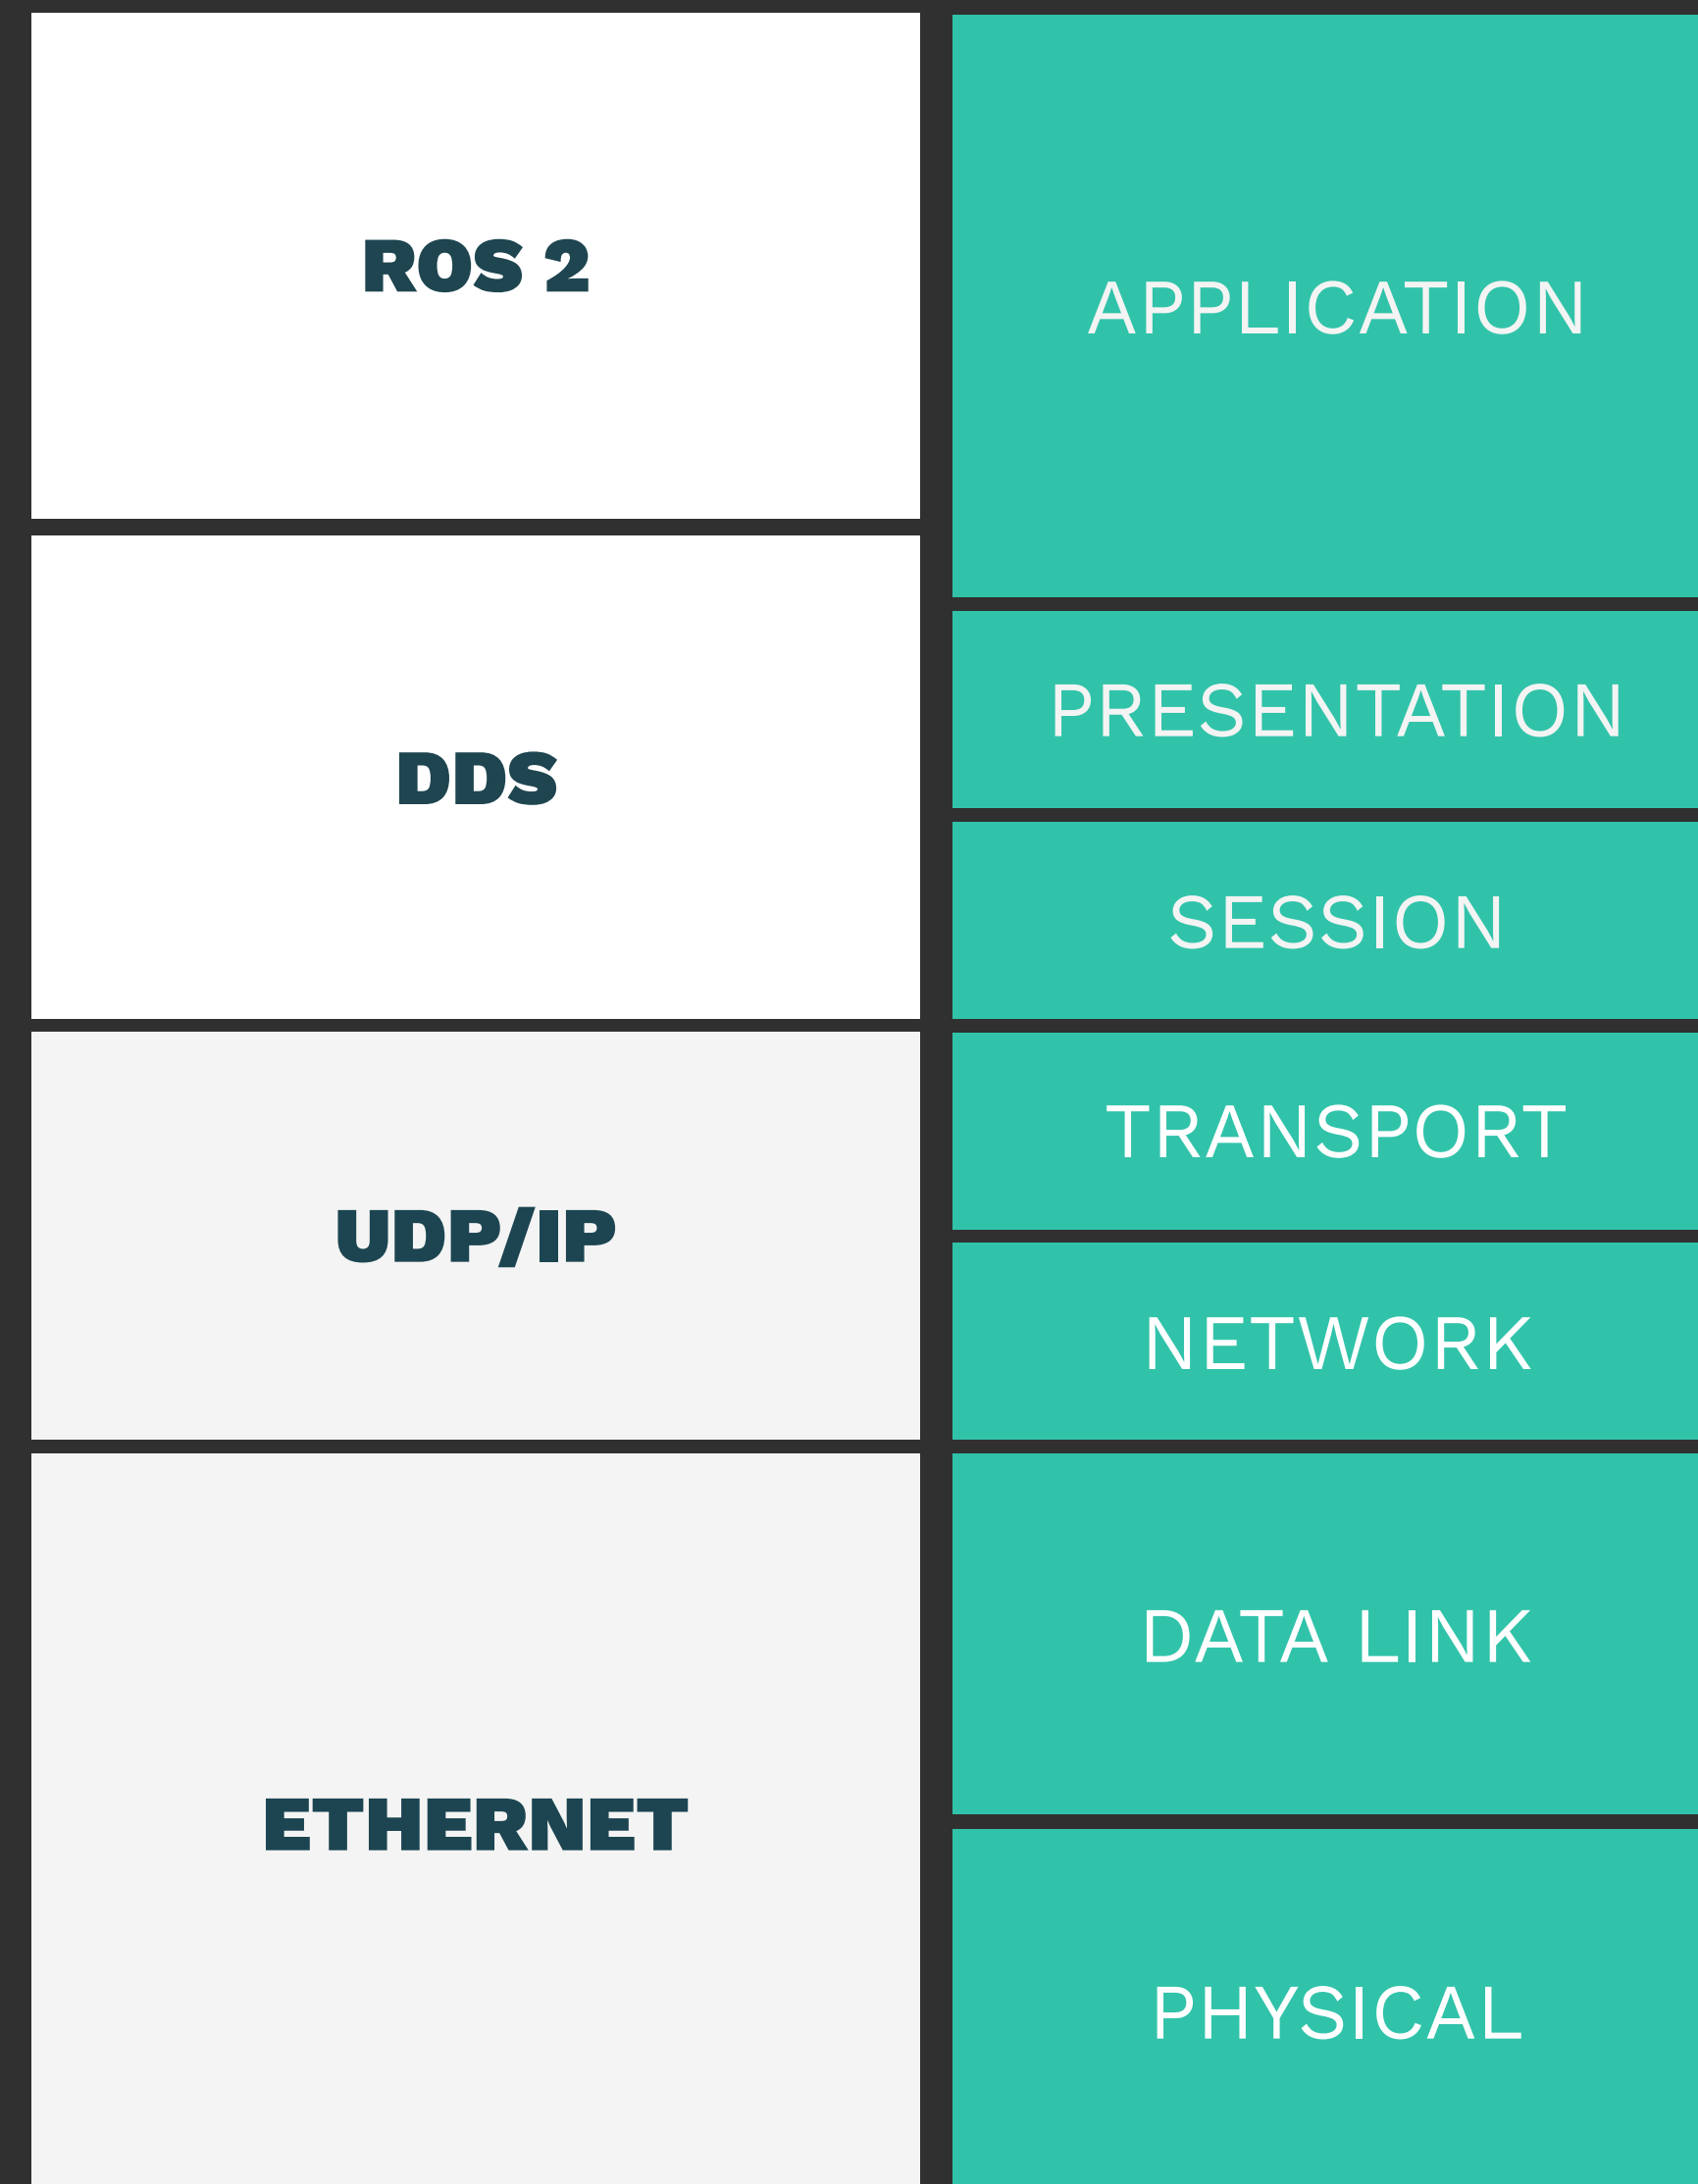 ROS 2
DDS
UDP/IP
ETHERNET
APPLICATION
PRESENTATION
SESSION
TRANSPORT
NETWORK
DATA LINK
PHYSICAL